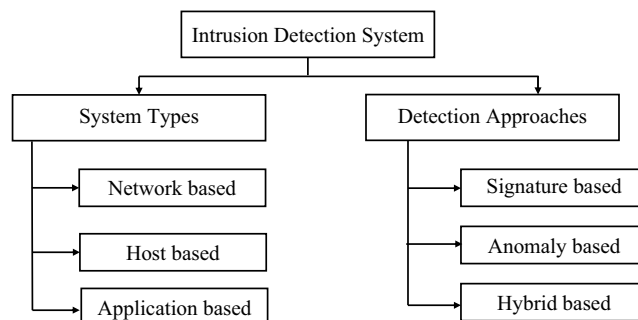 Intrusion Detection System
System Types
Detection Approaches
Network based
Signature based
Host based
Anomaly based
Application based
Hybrid based